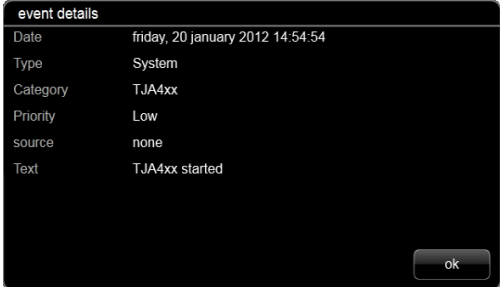 event details
Date friday, 20 january 2012 14:54:54
Type System
Category TJA4xx
Priority Low
source none
Text TJA4xx started
ok